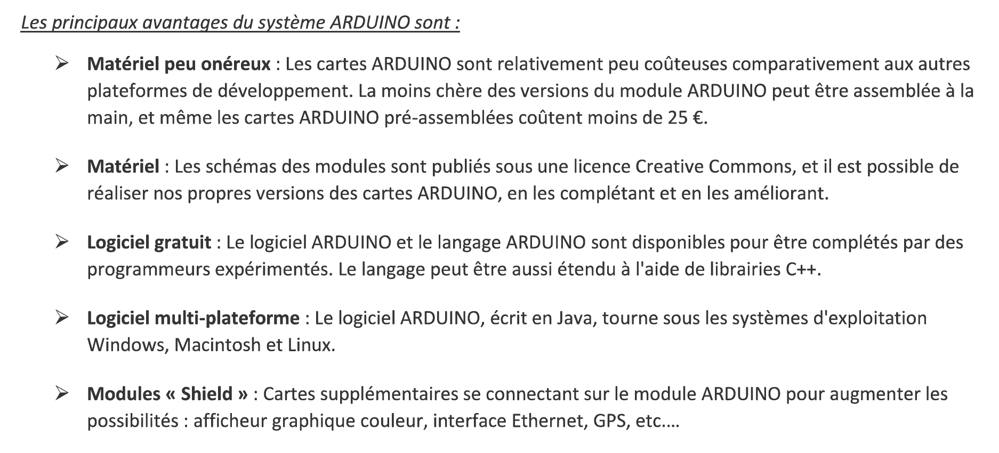 Les principaux avantages du système ARDUINO sont :
➢ Matériel peu onéreux : Les cartes ARDUINO sont relativement peu coûteuses comparativement aux autres
plateformes de développement. La moins chère des versions du module ARDUINO peut être assemblée à la
main, et même les cartes ARDUINO pré-assemblées coûtent moins de 25 €.
➢ Matériel : Les schémas des modules sont publiés sous une licence Creative Commons, et il est possible de
réaliser nos propres versions des cartes ARDUINO, en les complétant et en les améliorant.
➢ Logiciel gratuit : Le logiciel ARDUINO et le langage ARDUINO sont disponibles pour être complétés par des
programmeurs expérimentés. Le langage peut être aussi étendu à l'aide de librairies C++.
➢ Logiciel multi-plateforme : Le logiciel ARDUINO, écrit en Java, tourne sous les systèmes d'exploitation
Windows, Macintosh et Linux.
➢ Modules « Shield » : Cartes supplémentaires se connectant sur le module ARDUINO pour augmenter les
possibilités : afficheur graphique couleur, interface Ethernet, GPS, etc....